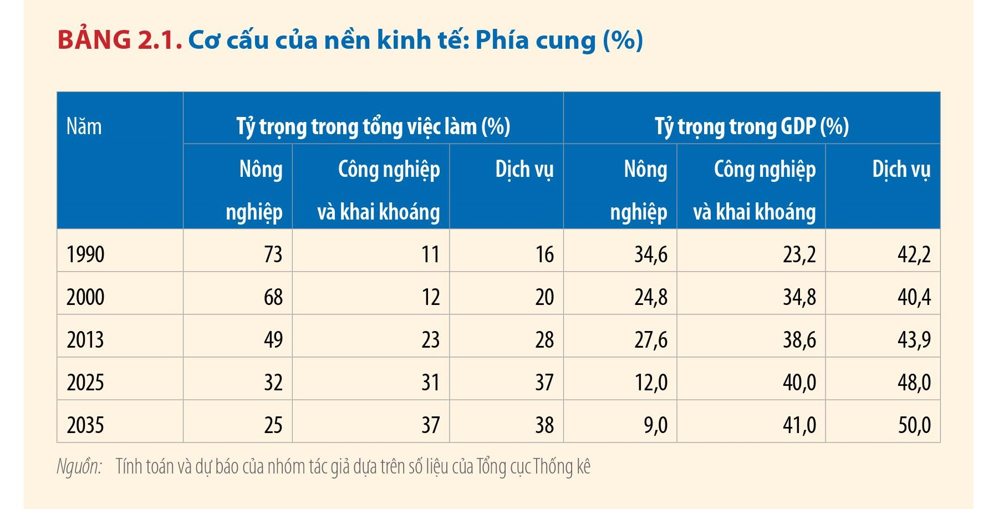 BẢNG 2.1. Cơ cấu của nền kinh tế: Phía cung (%)
Năm Tỷ trọng trong tổng việc làm (%) Tỷ trọng trong GDP (%)
Nông nghiệp Công nghiệp và khai khoáng Dịch vụ Nông nghiệp Công nghiệp và khai khoáng Dịch vụ
1990 73 11 16 34,6 23,2 42,2
2000 68 12 20 24,8 34,8 40,4
2013 49 23 28 27,6 38,6 43,9
2025 32 31 37 12,0 40,0 48,0
2035 25 37 38 9,0 41,0 50,0
Nguồn: Tính toán và dự báo của nhóm tác giả dựa trên số liệu của Tổng cục Thống kê